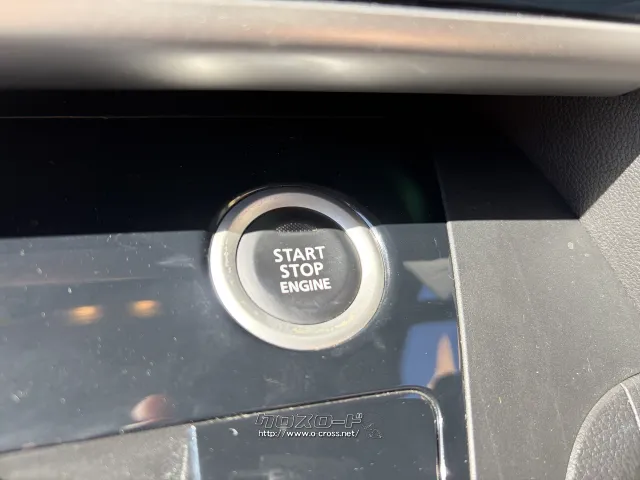 START
STOP
ENGINE
クロスロード
http://www.o-cross.net/